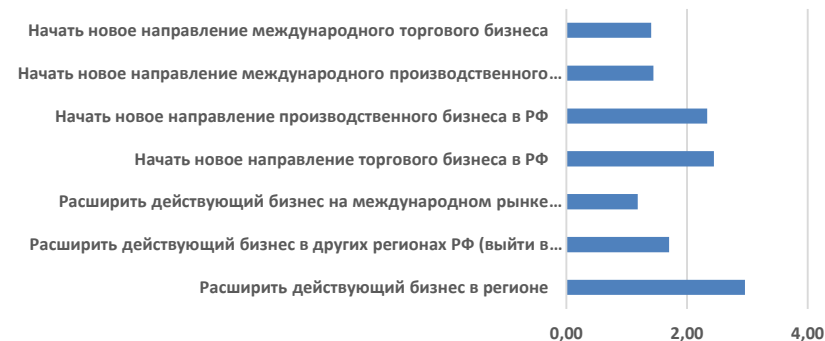 Начать новое направление международного торгового бизнеса
Начать новое направление международного производственного…
Начать новое направление производственного бизнеса в РФ
Начать новое направление торгового бизнеса в РФ
Расширить действующий бизнес на международном рынке…
Расширить действующий бизнес в других регионах РФ (выйти в…
Расширить действующий бизнес в регионе
0,00 2,00 4,00